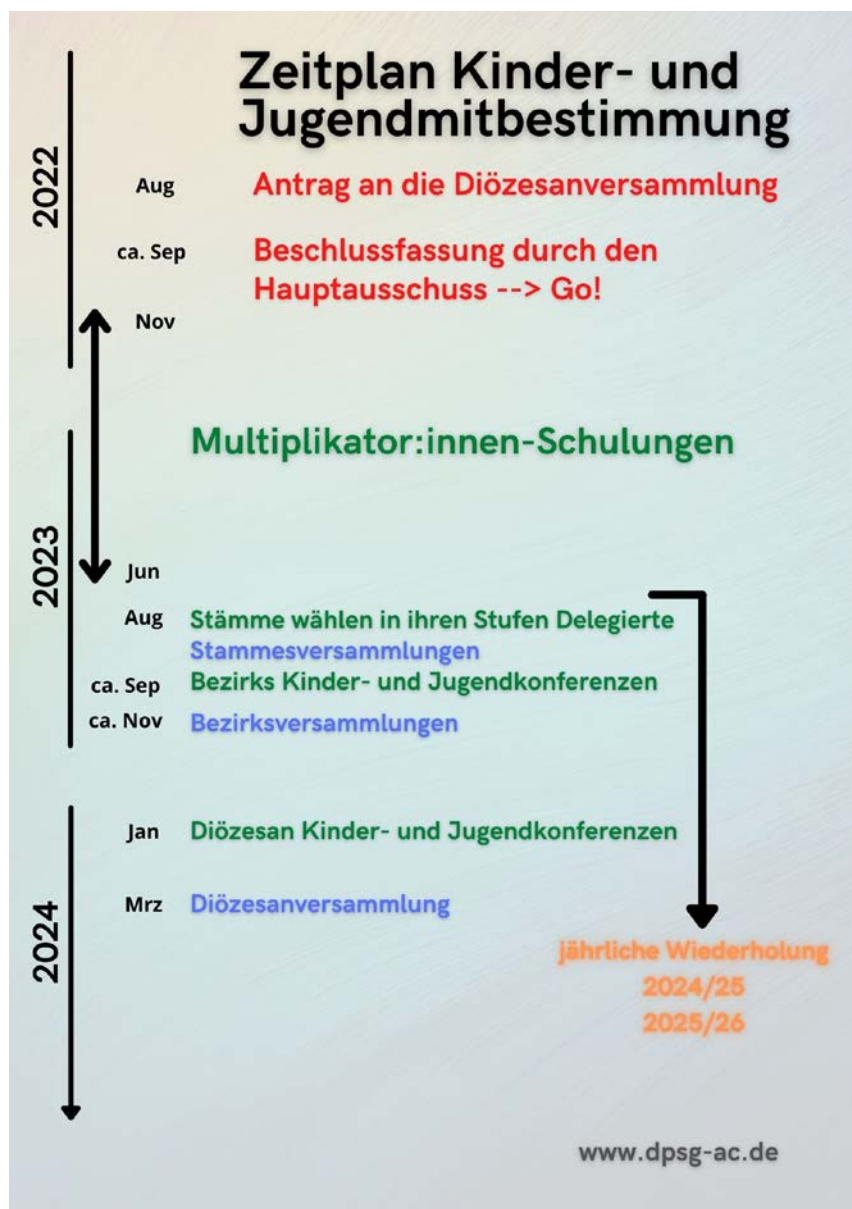 Zeitplan Kinder- und
Jugendmitbestimmung
2022
Aug
Antrag an die Diözesanversammlung
ca. Sep
Beschlussfassung durch den
Hauptausschuss --> Go!
Nov
Multiplikator:innen-Schulungen
2023
Jun
Aug
Stämme wählen in ihren Stufen Delegierte
Stammesversammlungen
ca. Sep
Bezirks Kinder- und Jugendkonferenzen
ca. Nov
Bezirksversammlungen
2024
Jan
Diözesan Kinder- und Jugendkonferenzen
Mrz
Diözesanversammlung
jährliche Wiederholung
2024/25
2025/26
www.dpsg-ac.de